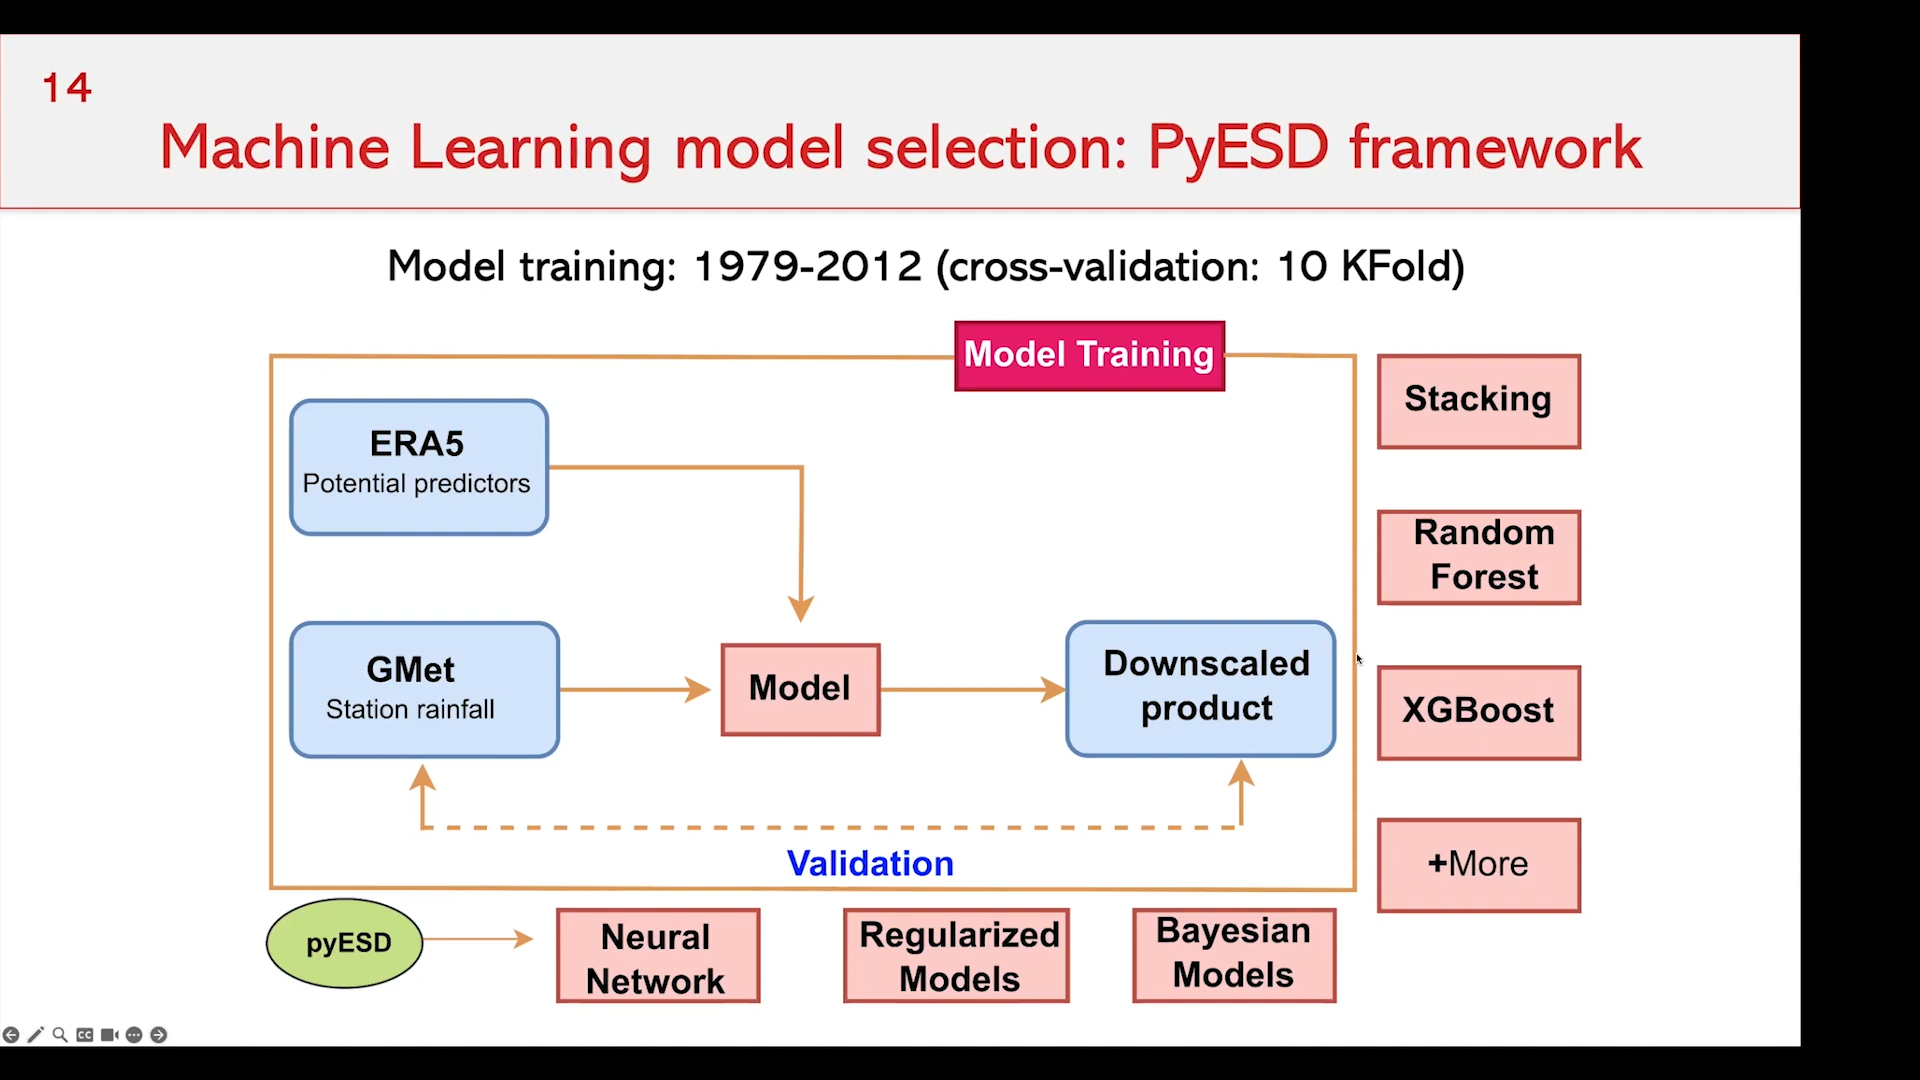 14
Machine Learning model selection: PyESD framework
Model training: 1979-2012 (cross-validation: 10 KFold)
Model Training
ERA5
Potential predictors
GMet
Station rainfall
Model
Downscaled
product
Validation
Stacking
Random
Forest
XGBoost
+More
pyESD
Neural
Network
Regularized
Models
Bayesian
Models
CC